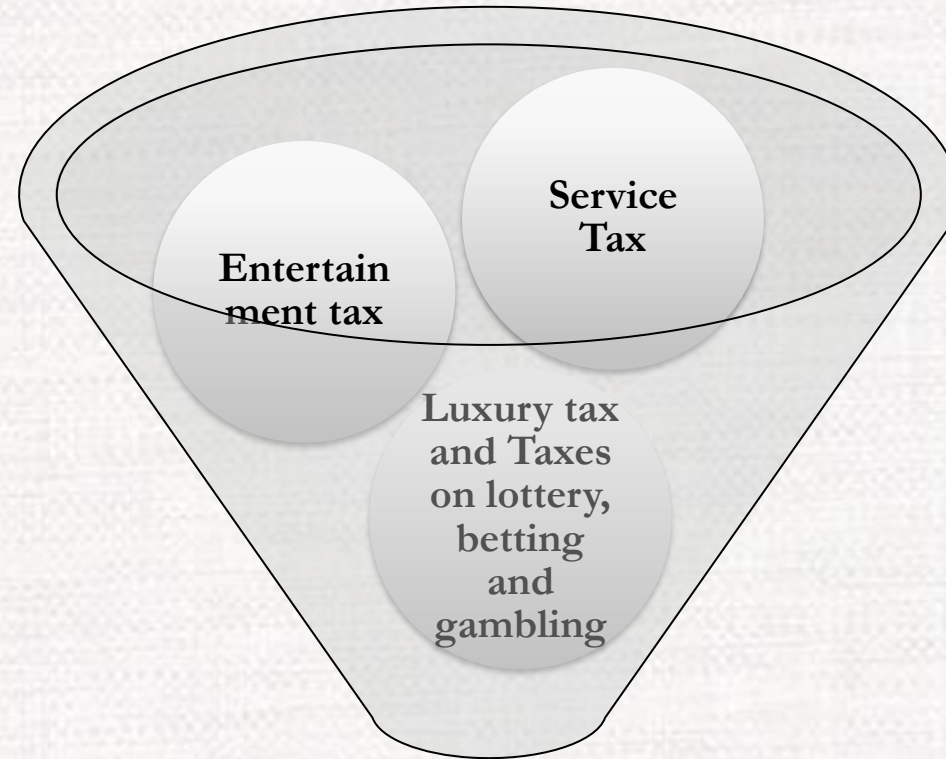 Service
Tax
Entertain
ment tax
Luxury tax
and Taxes
on lottery,
betting
and
gambling